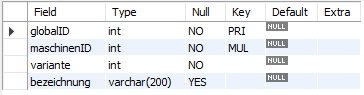 Field Type Null Key Default Extra
globalID int NO PRI NULL
maschinenID int NO MUL NULL
variante int NO NULL
bezeichnung varchar(200) YES NULL